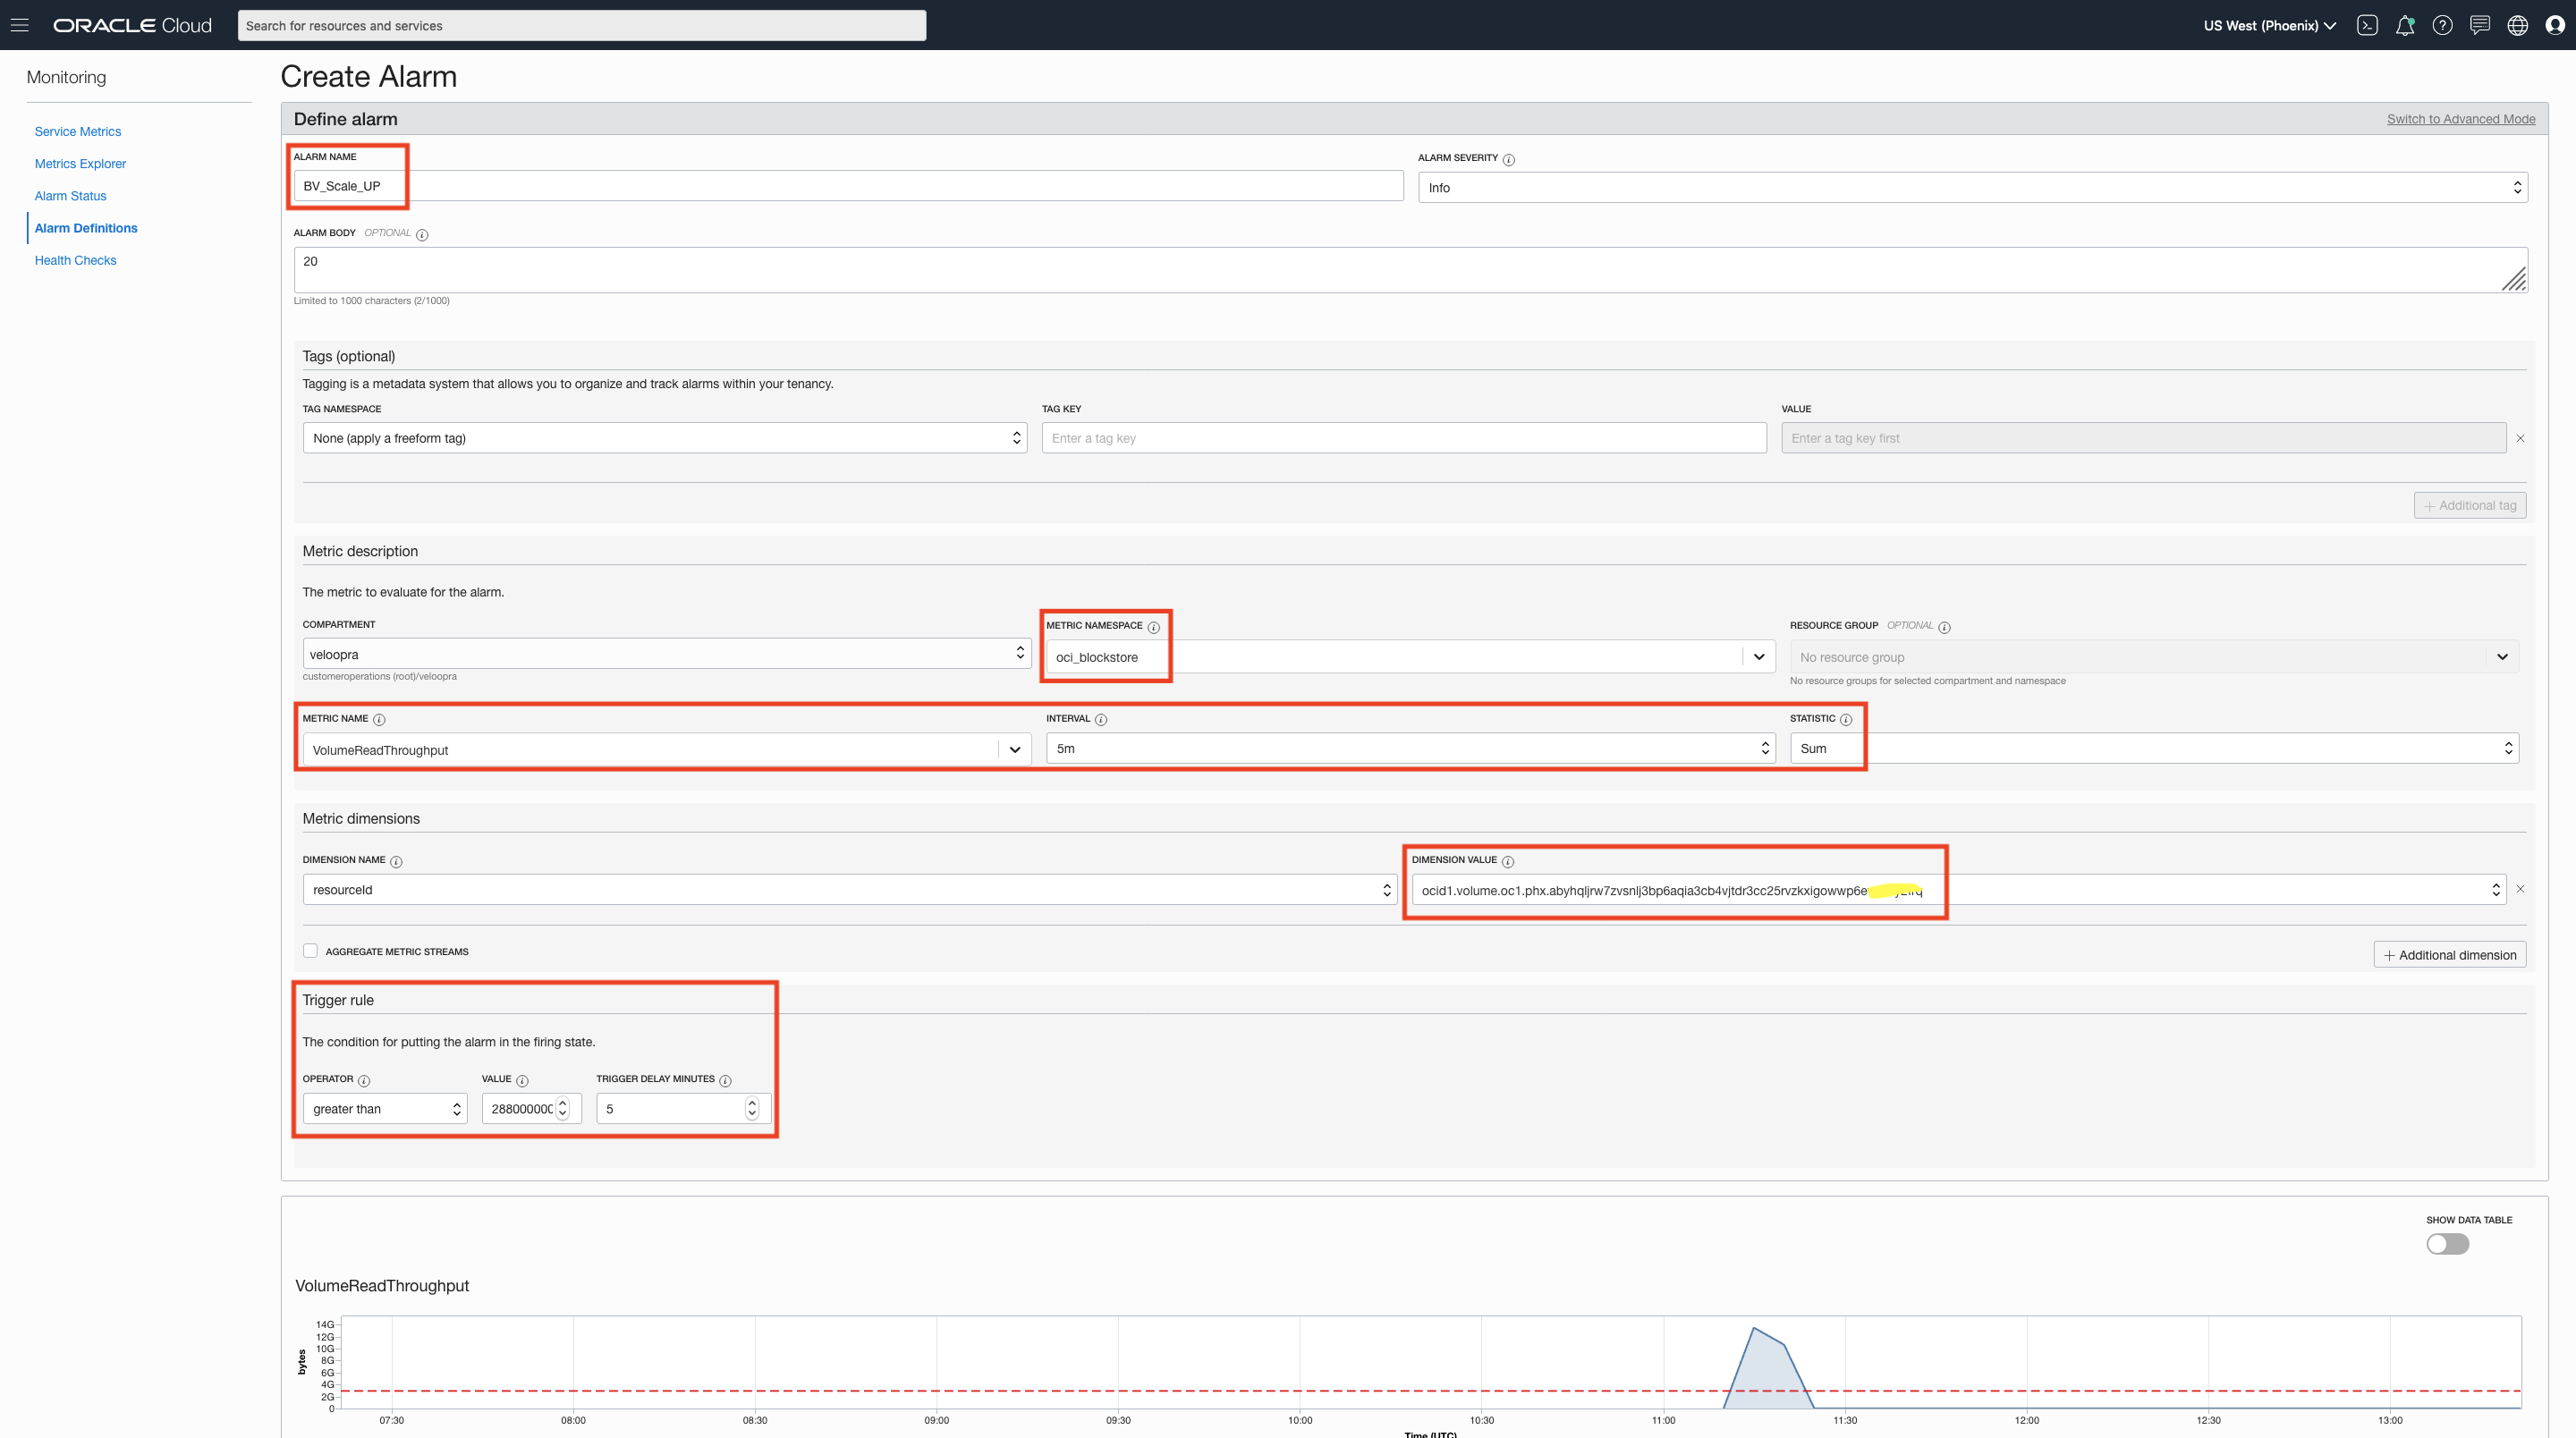 ORACLE Cloud
Search for resources and services
US West (Phoenix)
Monitoring
Service Metrics
Metrics Explorer
Alarm Status
Alarm Definitions
Health Checks
Create Alarm
Define alarm
Switch to Advanced Mode
ALARM NAME
BV_Scale_UP
ALARM SEVERITY
Info
ALARM BODY OPTIONAL
20
Limited to 1000 characters (2/1000)
Tags (optional)
Tagging is a metadata system that allows you to organize and track alarms within your tenancy.
TAG NAMESPACE
None (apply a freeform tag)
TAG KEY
Enter a tag key
VALUE
Enter a tag key first
+ Additional tag
Metric description
The metric to evaluate for the alarm.
COMPARTMENT
veloopra
customeroperations (root)/veloopra
METRIC NAMESPACE
oci_blockstore
RESOURCE GROUP OPTIONAL
No resource group
No resource groups for selected compartment and namespace
METRIC NAME
VolumeReadThroughput
INTERVAL
5m
STATISTIC
Sum
Metric dimensions
DIMENSION NAME
resourceId
DIMENSION VALUE
AGGREGATE METRIC STREAMS
+ Additional dimension
Trigger rule
The condition for putting the alarm in the firing state.
OPERATOR
greater than
VALUE
TRIGGER DELAY MINUTES
5
SHOW DATA TABLE
VolumeReadThroughput
bytes
14G
12G
10G
8G
6G
4G
2G
0
07:30 08:00 08:30 09:00 09:30 10:00 10:30 11:00 11:30 12:00 12:30 13:00
Time (UTC)